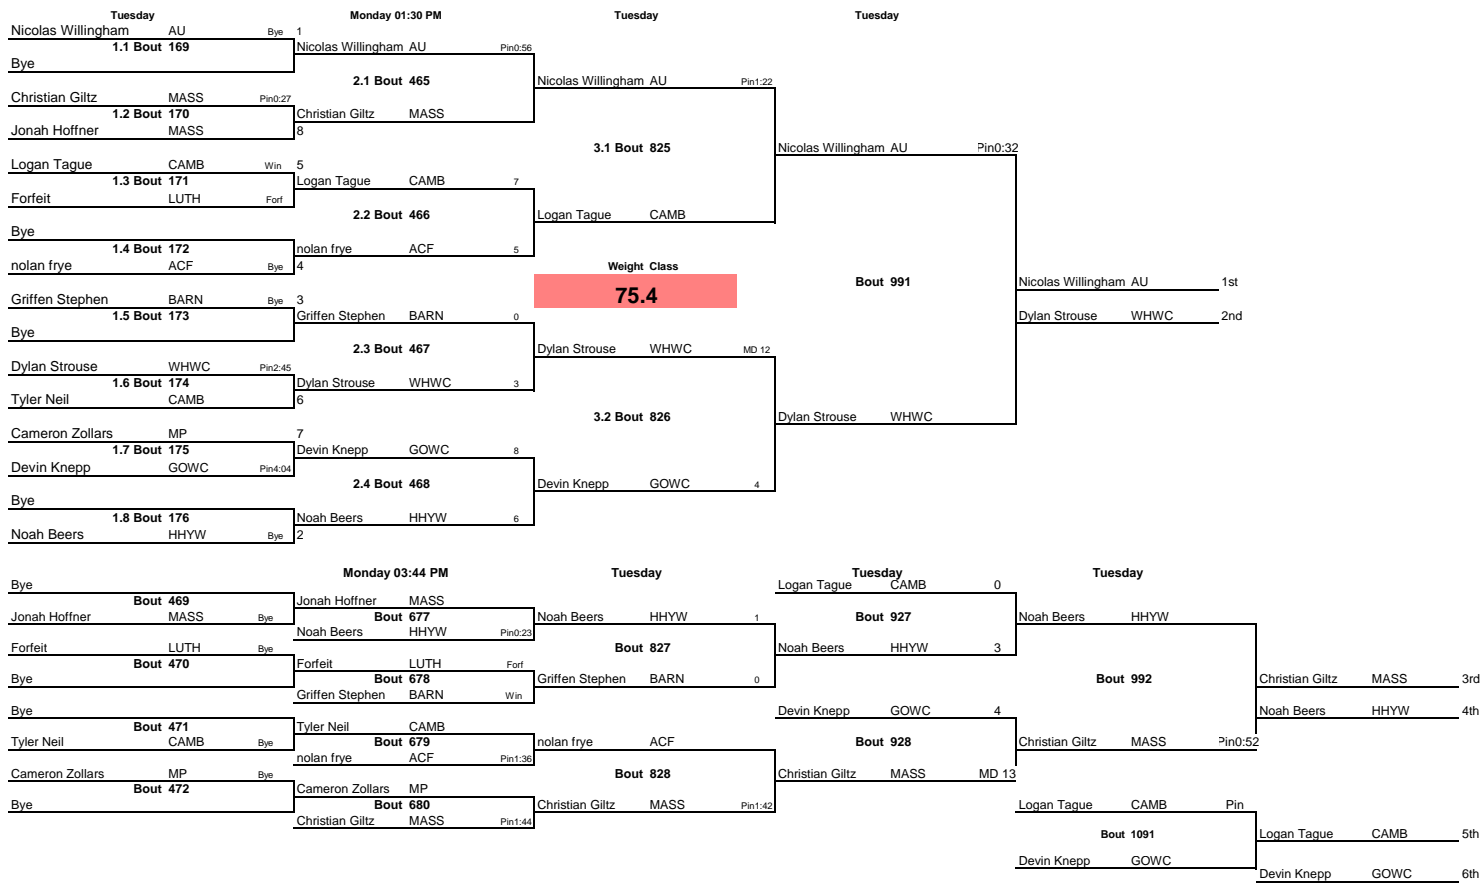 Tuesday Monday 01:30 PM Tuesday Tuesday
Nicolas Willingham AU Bye 1
1.1 Bout 169 Nicolas Willingham AU Pin0:56
Bye
2.1 Bout 465 Nicolas Willingham AU Pin1:22
Christian Giltz MASS Pin0:27
1.2 Bout 170 Christian Giltz MASS
Jonah Hoffner MASS 8
3.1 Bout 825 Nicolas Willingham AU Pin0:32
Logan Tague CAMB Win 5
1.3 Bout 171 Logan Tague CAMB 7
Forfeit LUTH Forf
2.2 Bout 466 Logan Tague CAMB
Bye
1.4 Bout 172 nolan frye ACF 5
nolan frye ACF Bye 4 Weight Class
Bout 991 Nicolas Willingham AU 1st
Griffen Stephen BARN Bye 3 75.4
1.5 Bout 173 Griffen Stephen BARN 0 Dylan Strouse WHWC 2nd
Bye
2.3 Bout 467 Dylan Strouse WHWC MD 12
Dylan Strouse WHWC Pin2:45
1.6 Bout 174 Dylan Strouse WHWC 3
Tyler Neil CAMB 6
3.2 Bout 826 Dylan Strouse WHWC
Cameron Zollars MP 7
1.7 Bout 175 Devin Knepp GOWC 8
Devin Knepp GOWC Pin4:04
2.4 Bout 468 Devin Knepp GOWC 4
Bye
1.8 Bout 176 Noah Beers HHYW 6
Noah Beers HHYW Bye 2
Monday 03:44 PM Tuesday Tuesday Tuesday
Bye Logan Tague CAMB 0
Bout 469 Jonah Hoffner MASS
Jonah Hoffner MASS Bye Bout 677 Noah Beers HHYW 1 Bout 927 Noah Beers HHYW
Noah Beers HHYW Pin0:23
Forfeit LUTH Bye Bout 827 Noah Beers HHYW 3
Bout 470 Forfeit LUTH Forf
Bye Bout 678 Griffen Stephen BARN 0 Bout 992 Christian Giltz MASS 3rd
Griffen Stephen BARN Win
Bye Devin Knepp GOWC 4 Noah Beers HHYW 4th
Bout 471 Tyler Neil CAMB
Tyler Neil CAMB Bye Bout 679 nolan frye ACF Bout 928 Christian Giltz MASS Pin0:52
nolan frye ACF Pin1:36
Cameron Zollars MP Bye Bout 828 Christian Giltz MASS MD 13
Bout 472 Cameron Zollars MP
Bye Bout 680 Christian Giltz MASS Pin1:42 Logan Tague CAMB Pin
Christian Giltz MASS Pin1:44
Bout 1091 Logan Tague CAMB 5th
Devin Knepp GOWC
Devin Knepp GOWC 6th